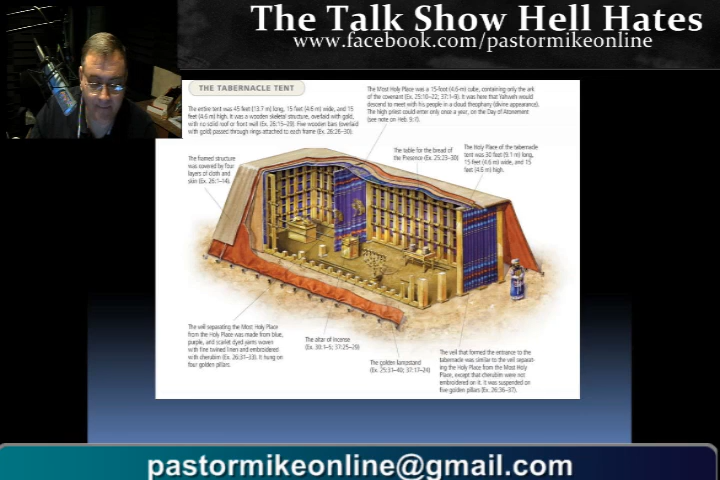 The Talk Show Hell Hates
www.facebook.com/pastormikeonline
THE TABERNACLE TENT
The entire tent was 45 feet (13.7 m) long, 15 feet (4.6 m) wide, and 15
feet (4.6 m) high. It was a wooden skeletal structure, overlaid with gold,
with no solid roof or front wall (Ex. 26:15–29). Five wooden bars (overlaid
with gold) passed through rings attached to each frame (Ex. 26:26–30).
The Most Holy Place was a 15-foot (4.6-m) cube, containing only the ark
of the covenant (Ex. 25:10–22; 37:1–9). It was here that Yahweh would
descend to meet with his people in a cloud theophany (divine appearance).
The high priest could enter only once a year, on the Day of Atonement
(see note on Heb. 9:7).
The framed structure
was covered by four
layers of cloth and
skin (Ex. 26:1–14).
The table for the bread of
the Presence (Ex. 25:23–30)
The Holy Place of the tabernacle
tent was 30 feet (9.1 m) long,
15 feet (4.6 m) wide, and 15
feet (4.6 m) high.
The veil separating the Most Holy Place
from the Holy Place was made from blue,
purple, and scarlet dyed yarns woven
with fine twined linen and embroidered
with cherubim (Ex. 26:31–33). It hung on
four golden pillars.
The altar of incense
(Ex. 30:1–6; 37:25–29)
The golden lampstand
(Ex. 25:31–40; 37:17–24)
The veil that formed the entrance to the
tabernacle was similar to the veil separat-
ing the Holy Place from the Most Holy
Place, except that cherubim were not
embroidered on it. It was suspended on
five golden pillars (Ex. 26:36–37).
pastormikeonline@gmail.com